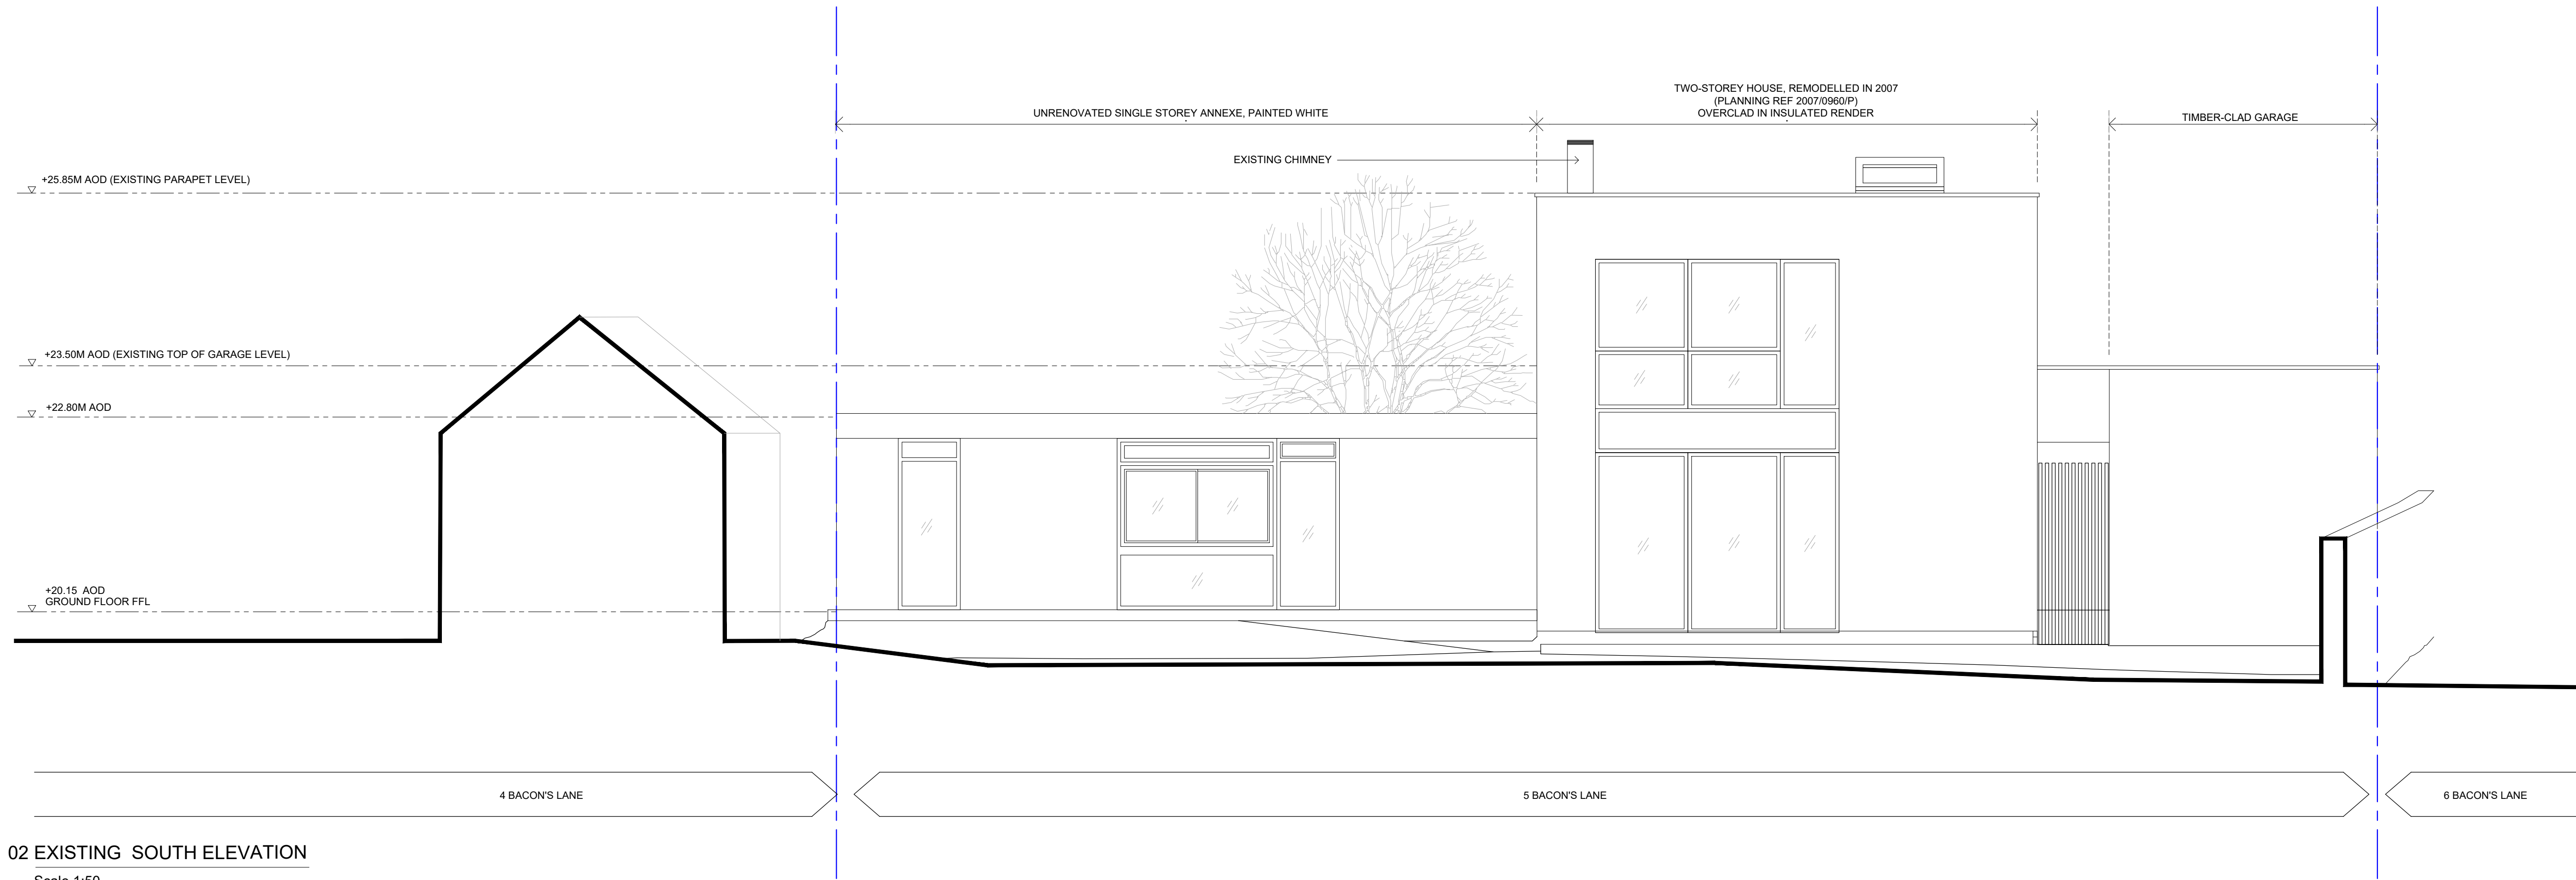 TWO-STOREY HOUSE, REMODELLED IN 2007
(PLANNING REF 2007/0960/P)
OVERCLAD IN INSULATED RENDER
UNRENOVATED SINGLE STOREY ANNEXE, PAINTED WHITE
TIMBER-CLAD GARAGE
EXISTING CHIMNEY
+25.85M AOD (EXISTING PARAPET LEVEL)
+23.50M AOD (EXISTING TOP OF GARAGE LEVEL)
+22.80M AOD
+20.15 AOD
GROUND FLOOR FFL
4 BACON'S LANE
5 BACON'S LANE
6 BACON'S LANE
02 EXISTING SOUTH ELEVATION
Scale 1:50